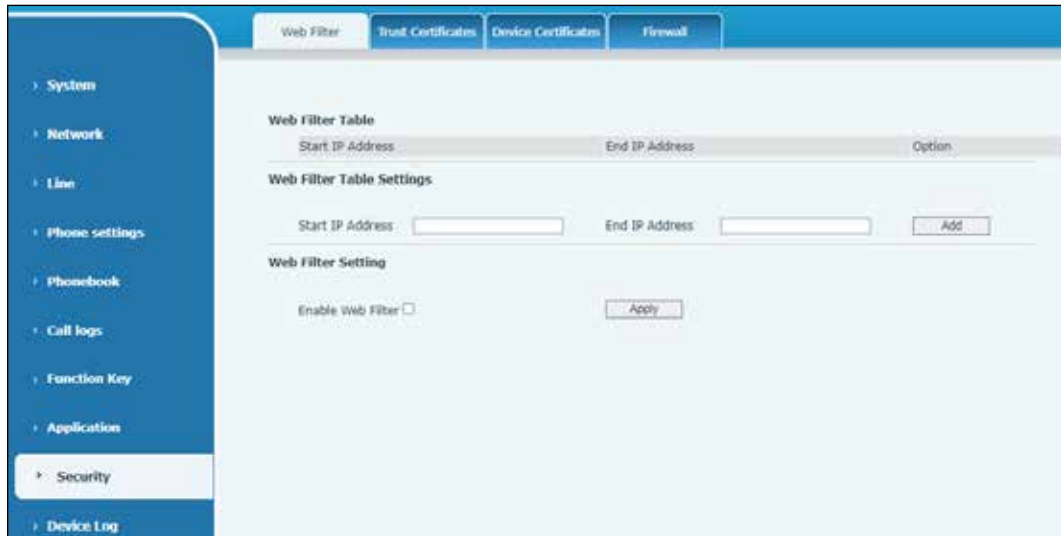 Web Filter Trust Certificates Device Certificates Firewall
System
Network
Line
Phone settings
Phonebook
Call logs
Function Key
Application
Security
Device Log
Web Filter Table
Start IP Address End IP Address Option
Web Filter Table Settings
Start IP Address End IP Address Add
Web Filter Setting
Enable Web Filter Apply